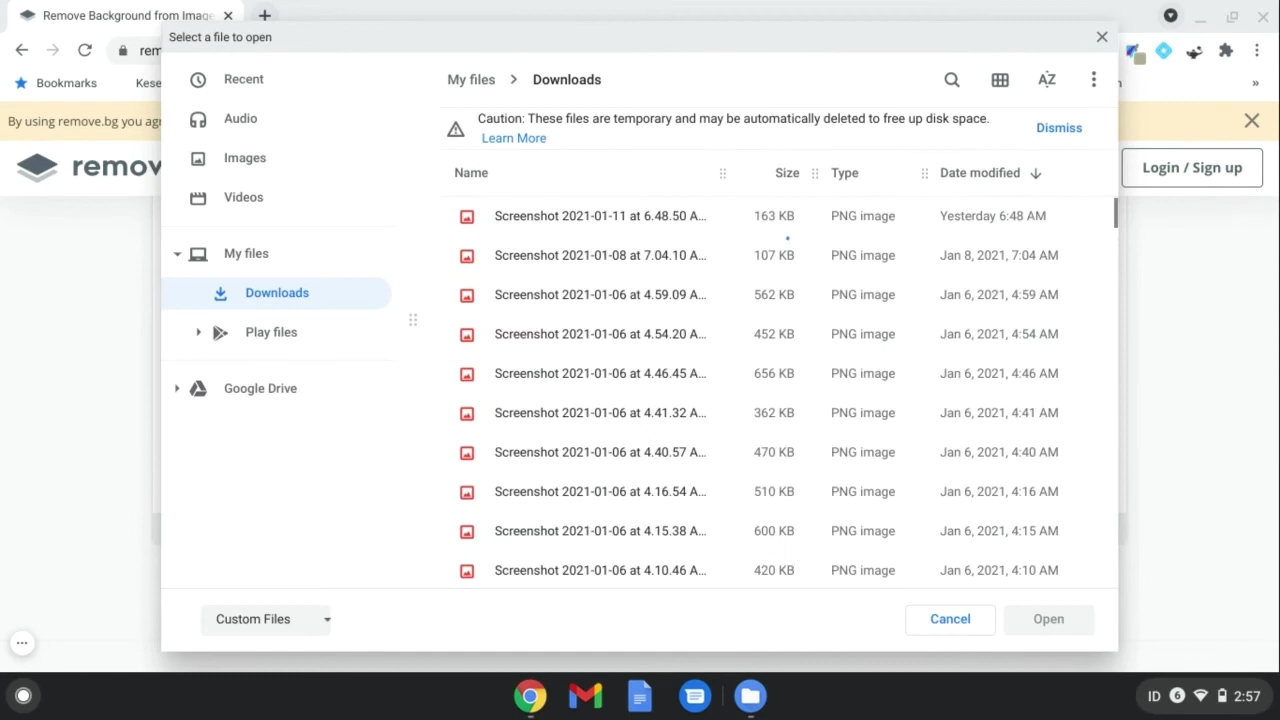 Remove Background from Image
rem
Bookmarks
Kese
By using remove.bg you agr
remov
Login / Sign up
Select a file to open
Recent
Audio
Images
Videos
My files
Downloads
Play files
Google Drive
My files > Downloads
AZ
Caution: These files are temporary and may be automatically deleted to free up disk space.
Learn More
Dismiss
Name Size Type Date modified
Screenshot 2021-01-11 at 6.48.50 A... 163 KB PNG image Yesterday 6:48 AM
Screenshot 2021-01-08 at 7.04.10 A... 107 KB PNG image Jan 8, 2021, 7:04 AM
Screenshot 2021-01-06 at 4.59.09 A... 562 KB PNG image Jan 6, 2021, 4:59 AM
Screenshot 2021-01-06 at 4.54.20 A... 452 KB PNG image Jan 6, 2021, 4:54 AM
Screenshot 2021-01-06 at 4.46.45 A... 656 KB PNG image Jan 6, 2021, 4:46 AM
Screenshot 2021-01-06 at 4.41.32 A... 362 KB PNG image Jan 6, 2021, 4:41 AM
Screenshot 2021-01-06 at 4.40.57 A... 470 KB PNG image Jan 6, 2021, 4:40 AM
Screenshot 2021-01-06 at 4.16.54 A... 510 KB PNG image Jan 6, 2021, 4:16 AM
Screenshot 2021-01-06 at 4.15.38 A... 600 KB PNG image Jan 6, 2021, 4:15 AM
Screenshot 2021-01-06 at 4.10.46 A... 420 KB PNG image Jan 6, 2021, 4:10 AM
Custom Files
Cancel
Open
ID 6 2:57